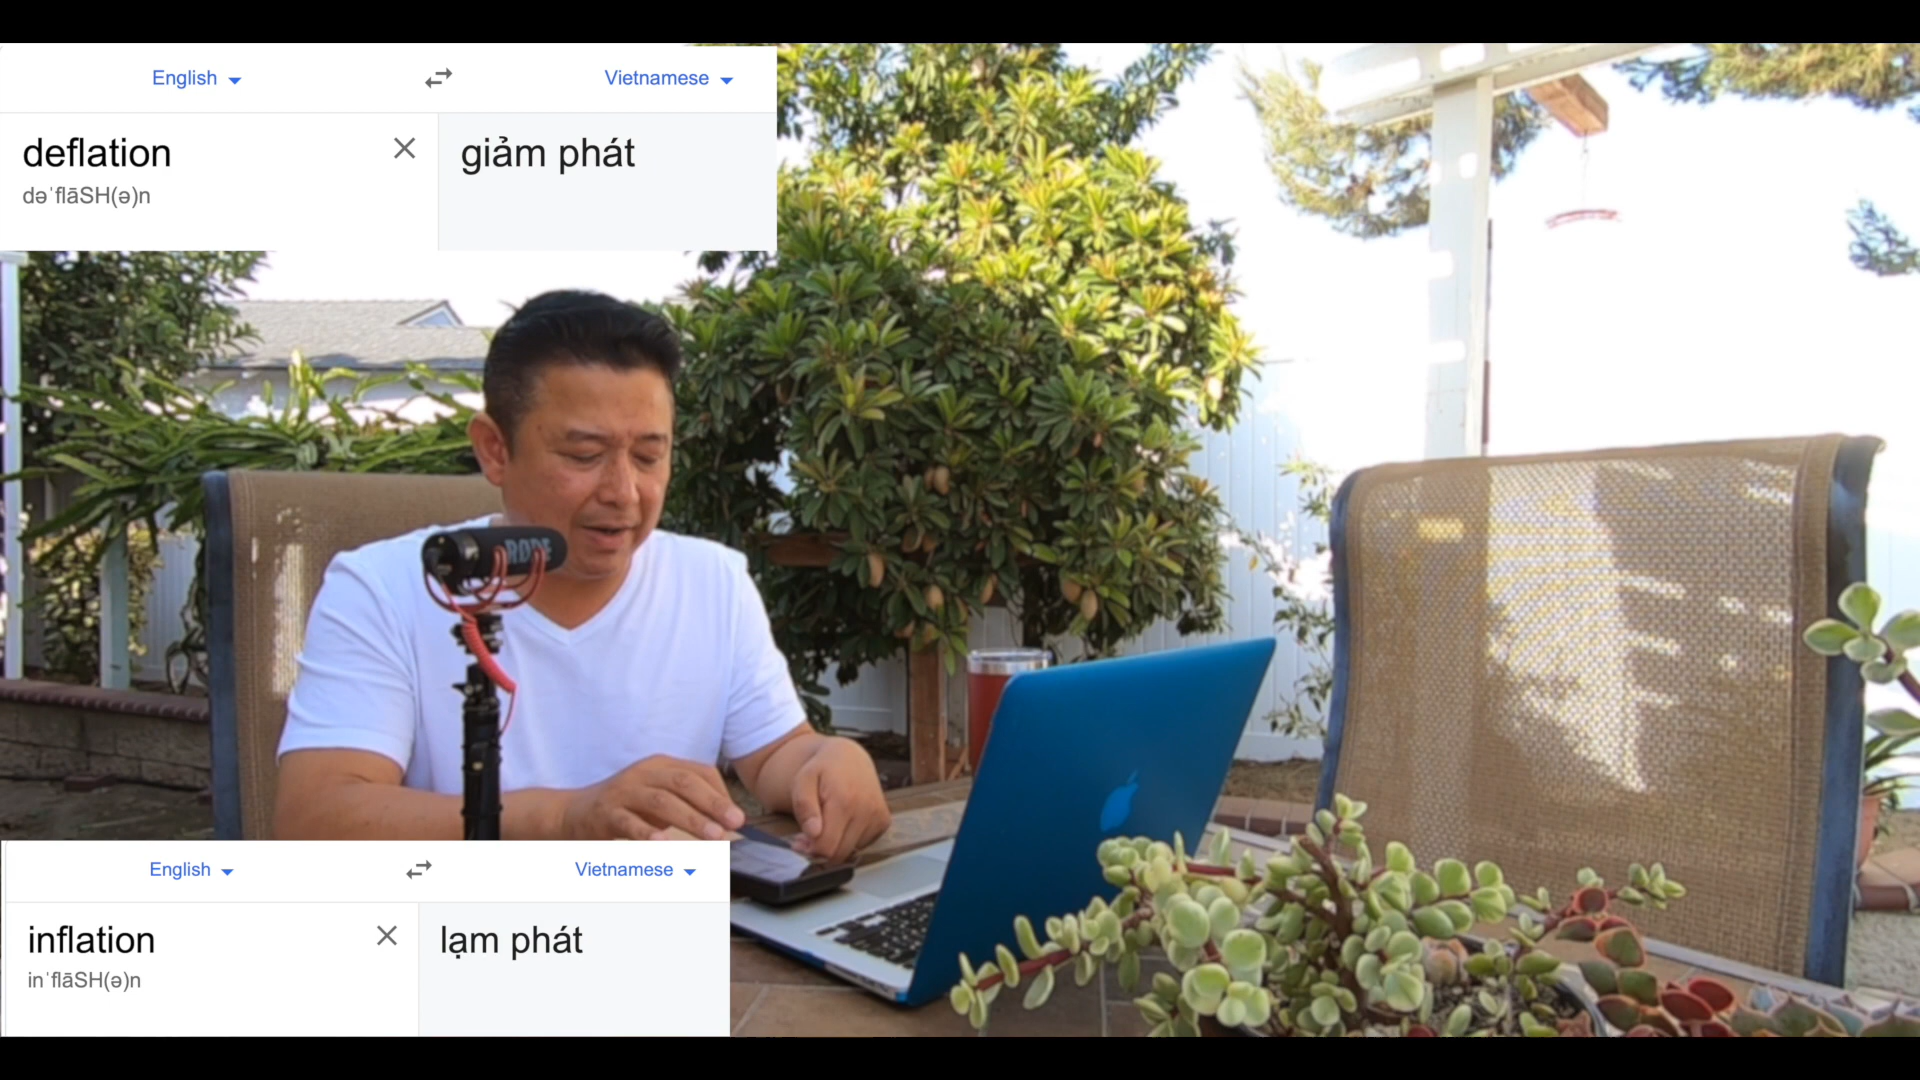 English Vietnamese
deflation giảm phát
dəˈflāSH(ə)n
RØDE
English Vietnamese
inflation lạm phát
inˈflāSH(ə)n